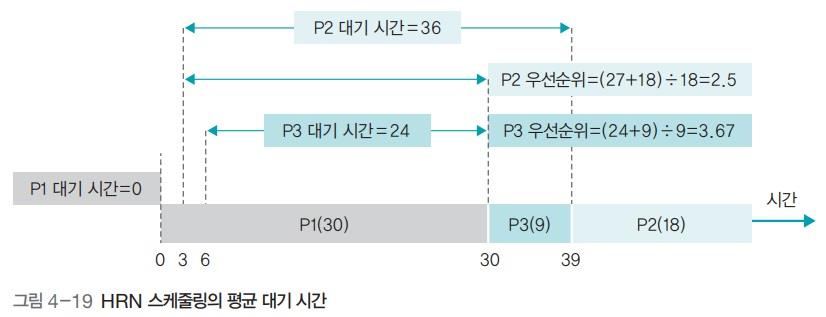 P2 대기 시간=36
P2 우선순위=(27+18)÷18=2.5
P3 대기 시간=24
P3 우선순위=(24+9)÷9=3.67
P1 대기 시간=0
시간
P1(30)
P3(9)
P2(18)
0 3 6 30 39
그림 4-19 HRN 스케줄링의 평균 대기 시간